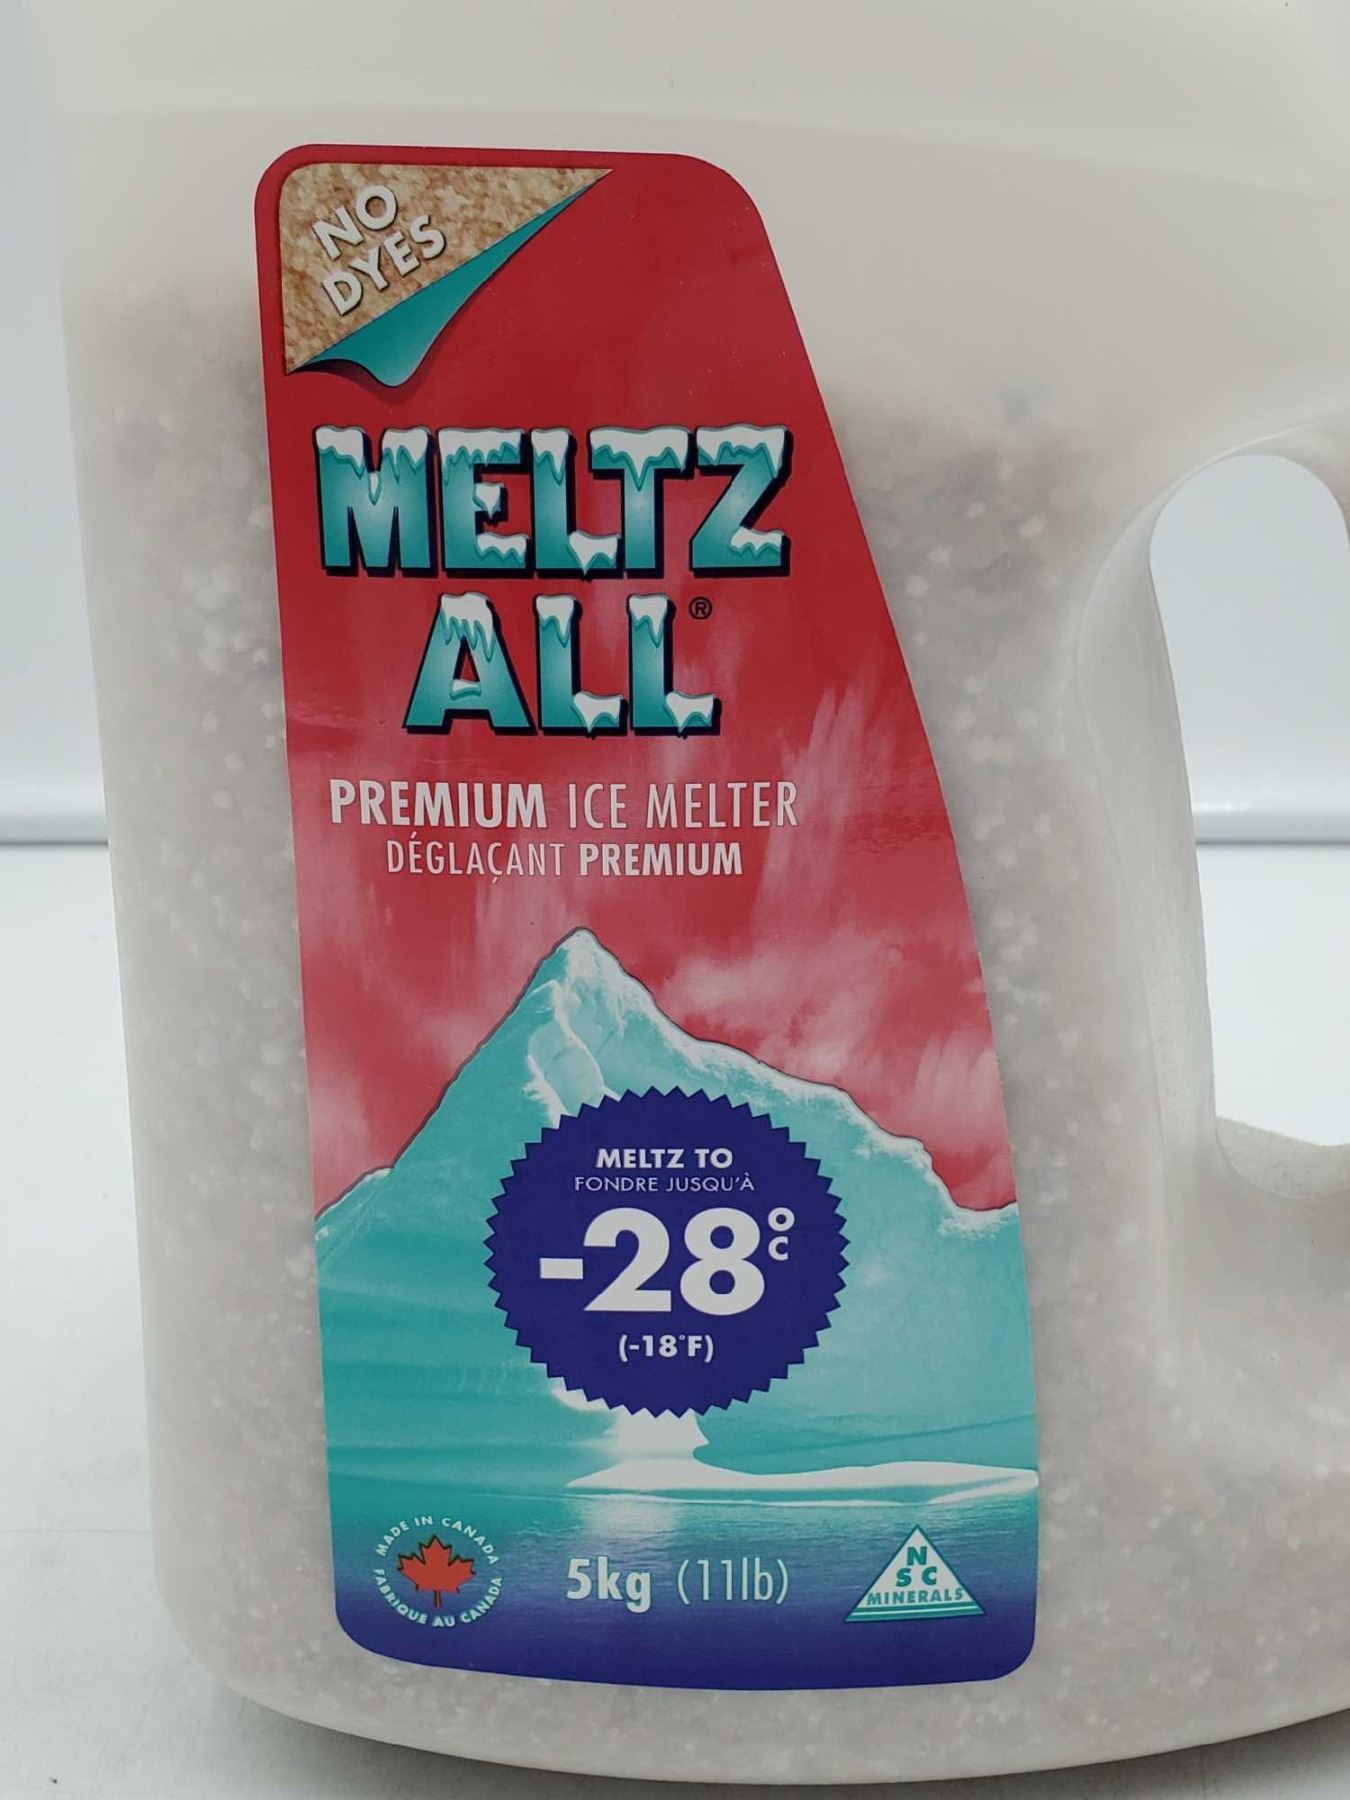 NO
DYES
MELTZ
ALL®
PREMIUM ICE MELTER
DÉGLAÇANT PREMIUM
MELTZ TO
FONDRE JUSQU'À
-28°C
(-18°F)
MADE IN CANADA
FABRIQUE AU CANADA
5kg (11lb)
N
SC
MINERALS